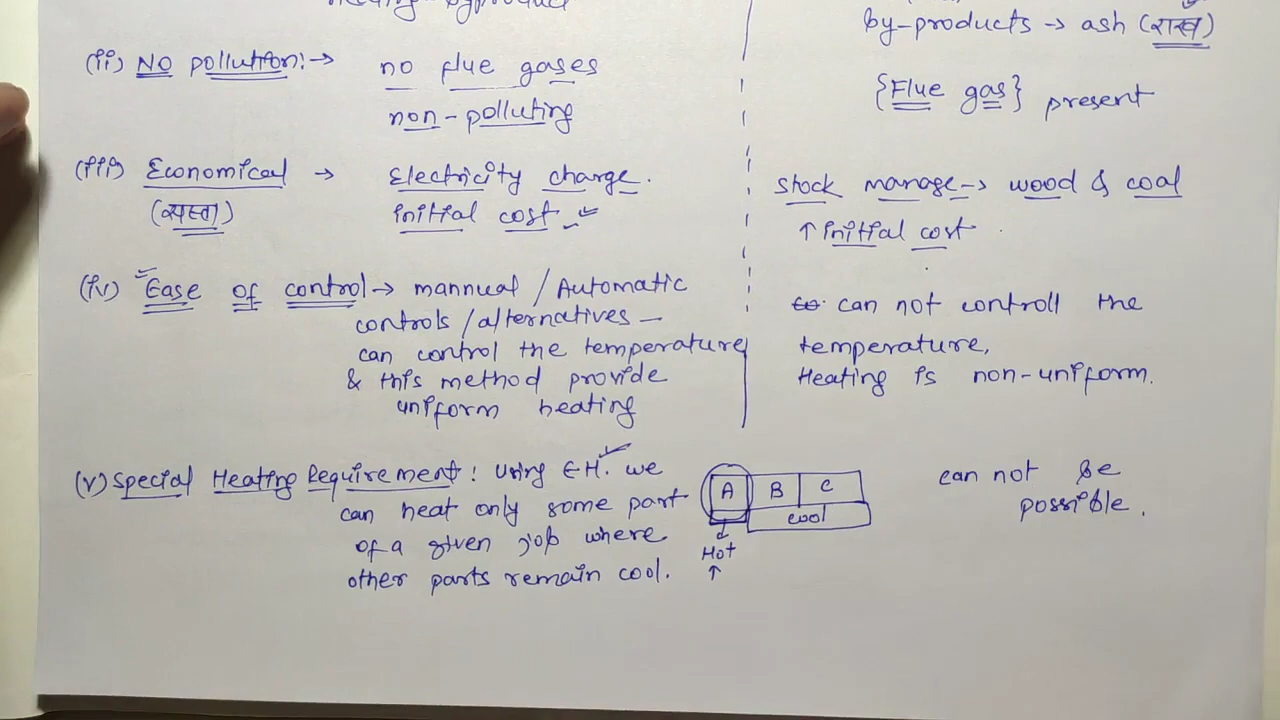 Heating byproduct
by-products → ash (राख)
(ii) No pollution:→ no flue gases
non-polluting
{Flue gas} present
(iii) Economical → Electricity charge.
(सस्ता) initial cost
stock manage → wood & coal
↑ initial cost
(iv) Ease of control → mannual / Automatic
controls / alternatives –
can control the temperature
& this method provide
uniform heating
can not controll the
temperature,
Heating is non-uniform.
(v) Special Heating Requirement: Using E.H. we
can heat only some part
of a given job where
other parts remain cool.
A B C
cool
Hot
↑
can not be
possible.